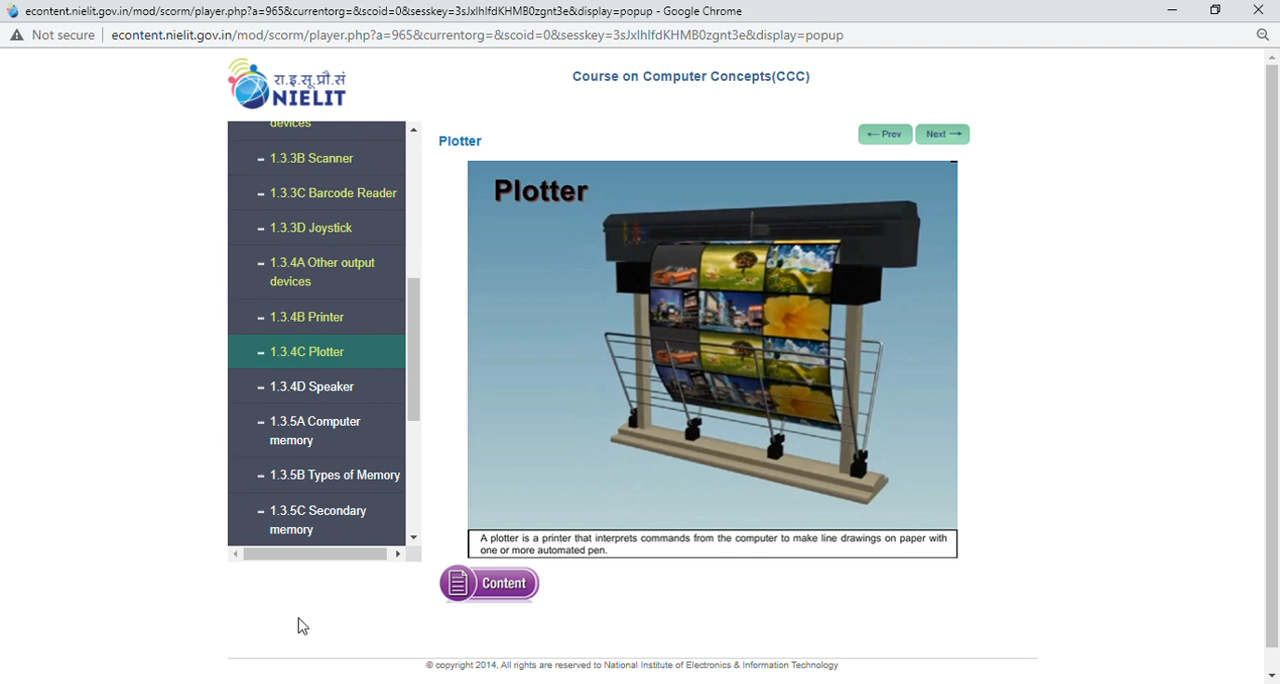 econtent.nielit.gov.in/mod/scorm/player.php?a=965&currentorg=&scoid=0&sesskey=3sJxlhlfdKHMB0zgnt3e&display=popup - Google Chrome
Not secure econtent.nielit.gov.in/mod/scorm/player.php?a=965&currentorg=&scoid=0&sesskey=3sJxlhlfdKHMB0zgnt3e&display=popup
रा.इ.सू.प्रौ.सं
NIELIT
Course on Computer Concepts(CCC)
devices
1.3.3B Scanner
1.3.3C Barcode Reader
1.3.3D Joystick
1.3.4A Other output
devices
1.3.4B Printer
1.3.4C Plotter
1.3.4D Speaker
1.3.5A Computer
memory
1.3.5B Types of Memory
1.3.5C Secondary
memory
Plotter
Prev
Next
Plotter
A plotter is a printer that interprets commands from the computer to make line drawings on paper with
one or more automated pen.
Content
© copyright 2014, All rights are reserved to National Institute of Electronics & Information Technology